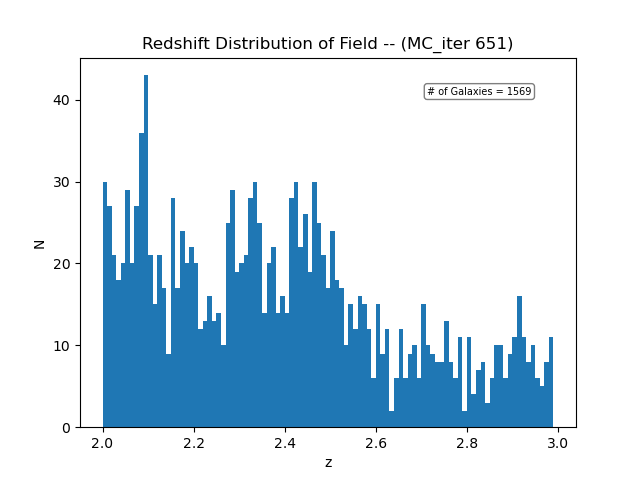 Redshift Distribution of Field -- (MC_iter 651)
# of Galaxies = 1569
40
30
20
10
0
N
2.0 2.2 2.4 2.6 2.8 3.0
z